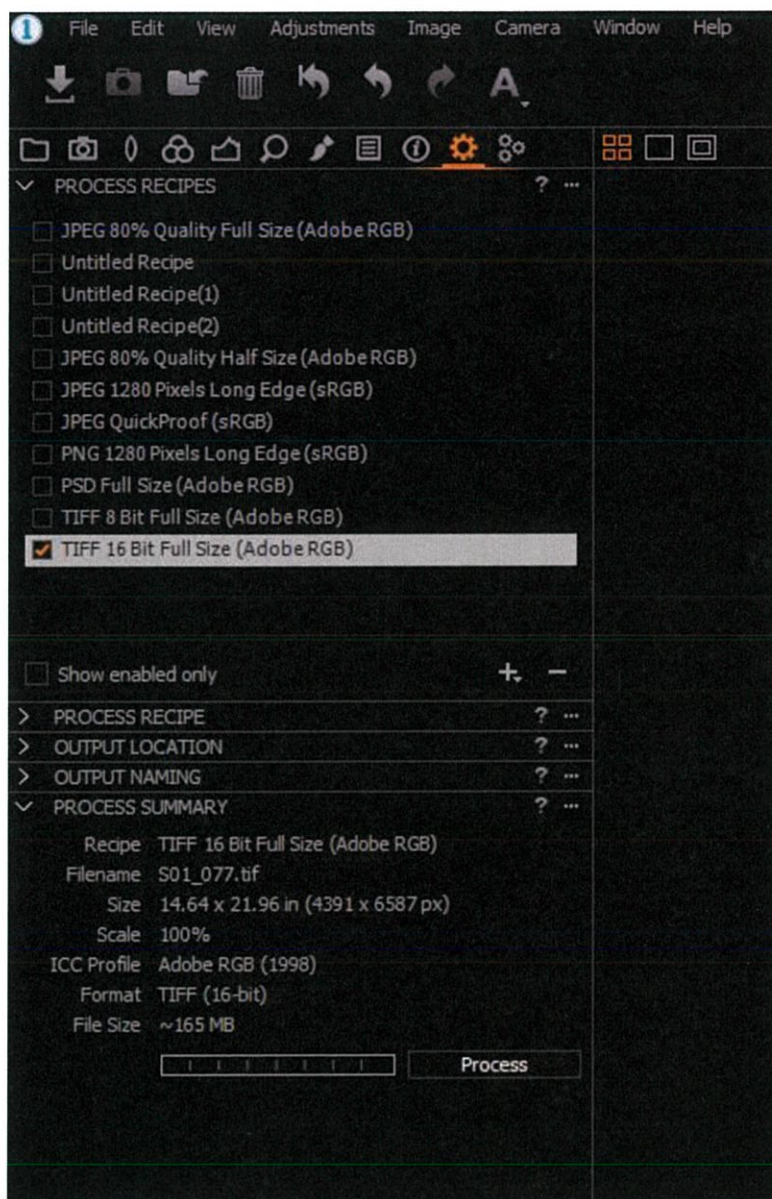 1 File Edit View Adjustments Image Camera Window Help
A
PROCESS RECIPES ? ...
JPEG 80% Quality Full Size (Adobe RGB)
Untitled Recipe
Untitled Recipe(1)
Untitled Recipe(2)
JPEG 80% Quality Half Size (Adobe RGB)
JPEG 1280 Pixels Long Edge (sRGB)
JPEG QuickProof (sRGB)
PNG 1280 Pixels Long Edge (sRGB)
PSD Full Size (Adobe RGB)
TIFF 8 Bit Full Size (Adobe RGB)
TIFF 16 Bit Full Size (Adobe RGB)
Show enabled only + −
PROCESS RECIPE ? ...
OUTPUT LOCATION ? ...
OUTPUT NAMING ? ...
PROCESS SUMMARY ? ...
Recipe TIFF 16 Bit Full Size (Adobe RGB)
Filename S01_077.tif
Size 14.64 x 21.96 in (4391 x 6587 px)
Scale 100%
ICC Profile Adobe RGB (1998)
Format TIFF (16-bit)
File Size ~165 MB
Process